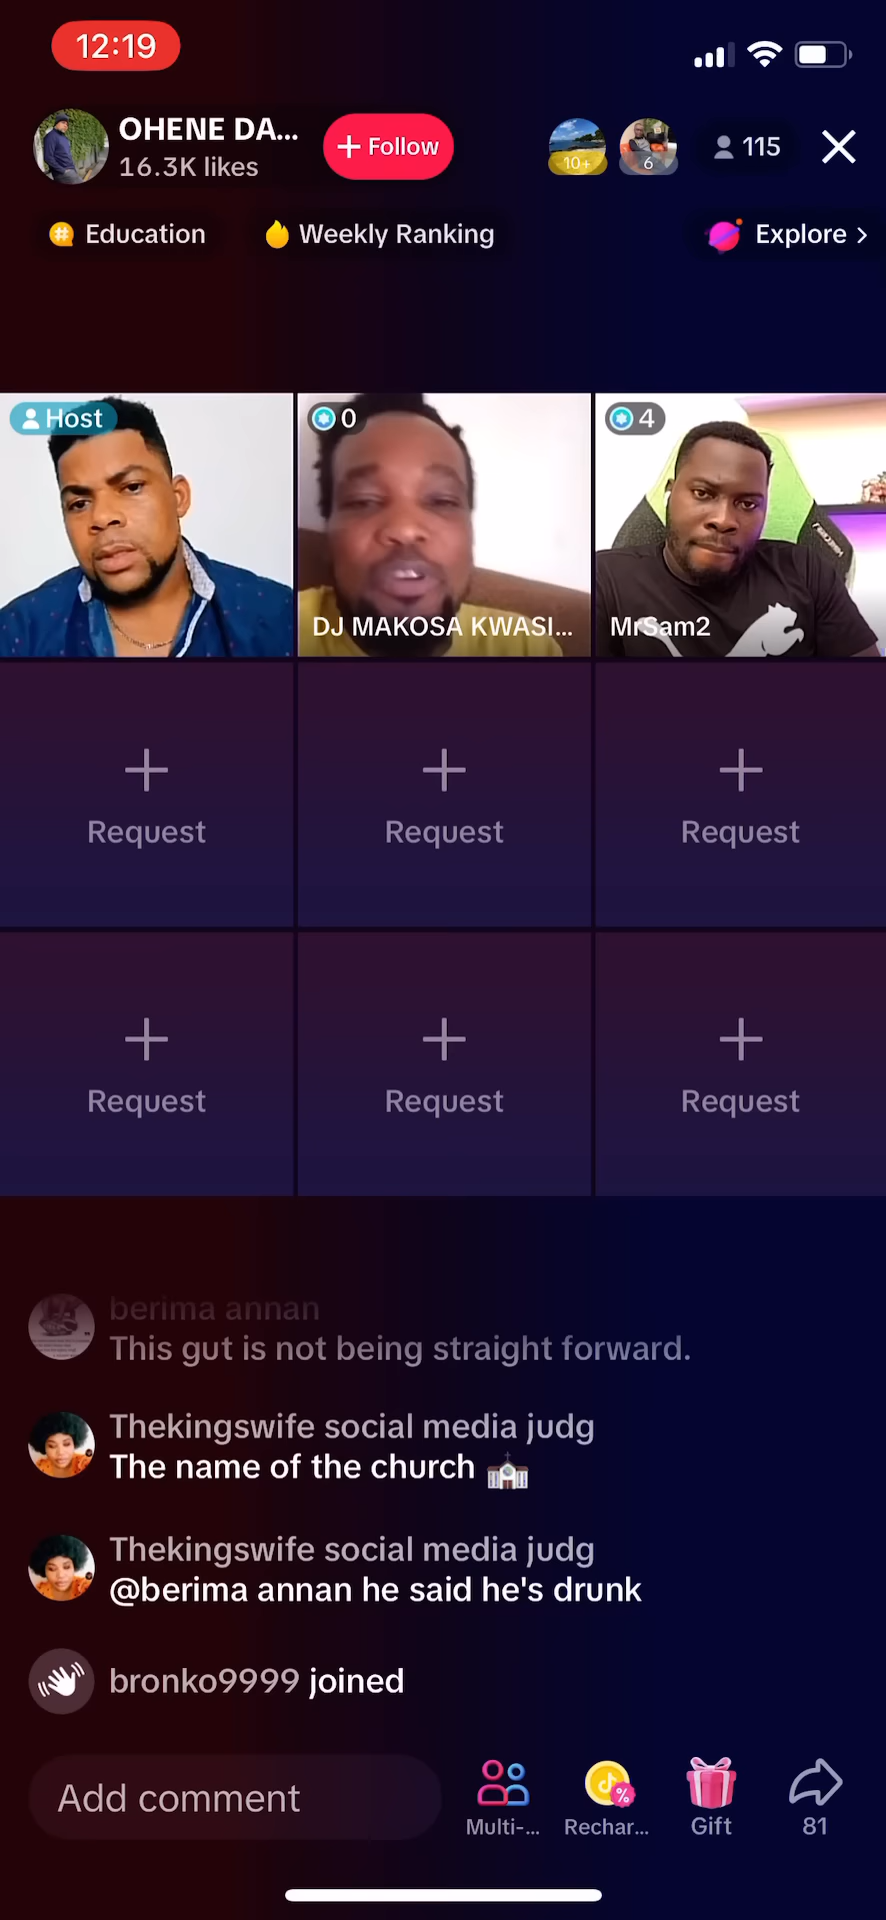 12:19
OHENE DA...
16.3K likes
+ Follow
10+
6
115
Education
Weekly Ranking
Explore >
Host
0
4
DJ MAKOSA KWASI...
MrSam2
Request
Request
Request
Request
Request
Request
berima annan
This gut is not being straight forward.
Thekingswife social media judg
The name of the church
Thekingswife social media judg
@berima annan he said he's drunk
bronko9999 joined
Add comment
Multi-...
Rechar...
Gift
81